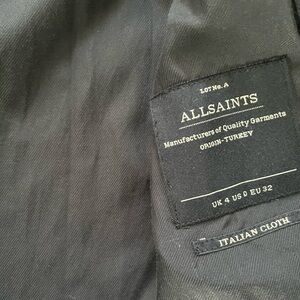 LOT No. A
ALLSAINTS
Manufacturers of Quality Garments
ORIGIN-TURKEY
UK 4 US 0 EU 32
ITALIAN CLOTH